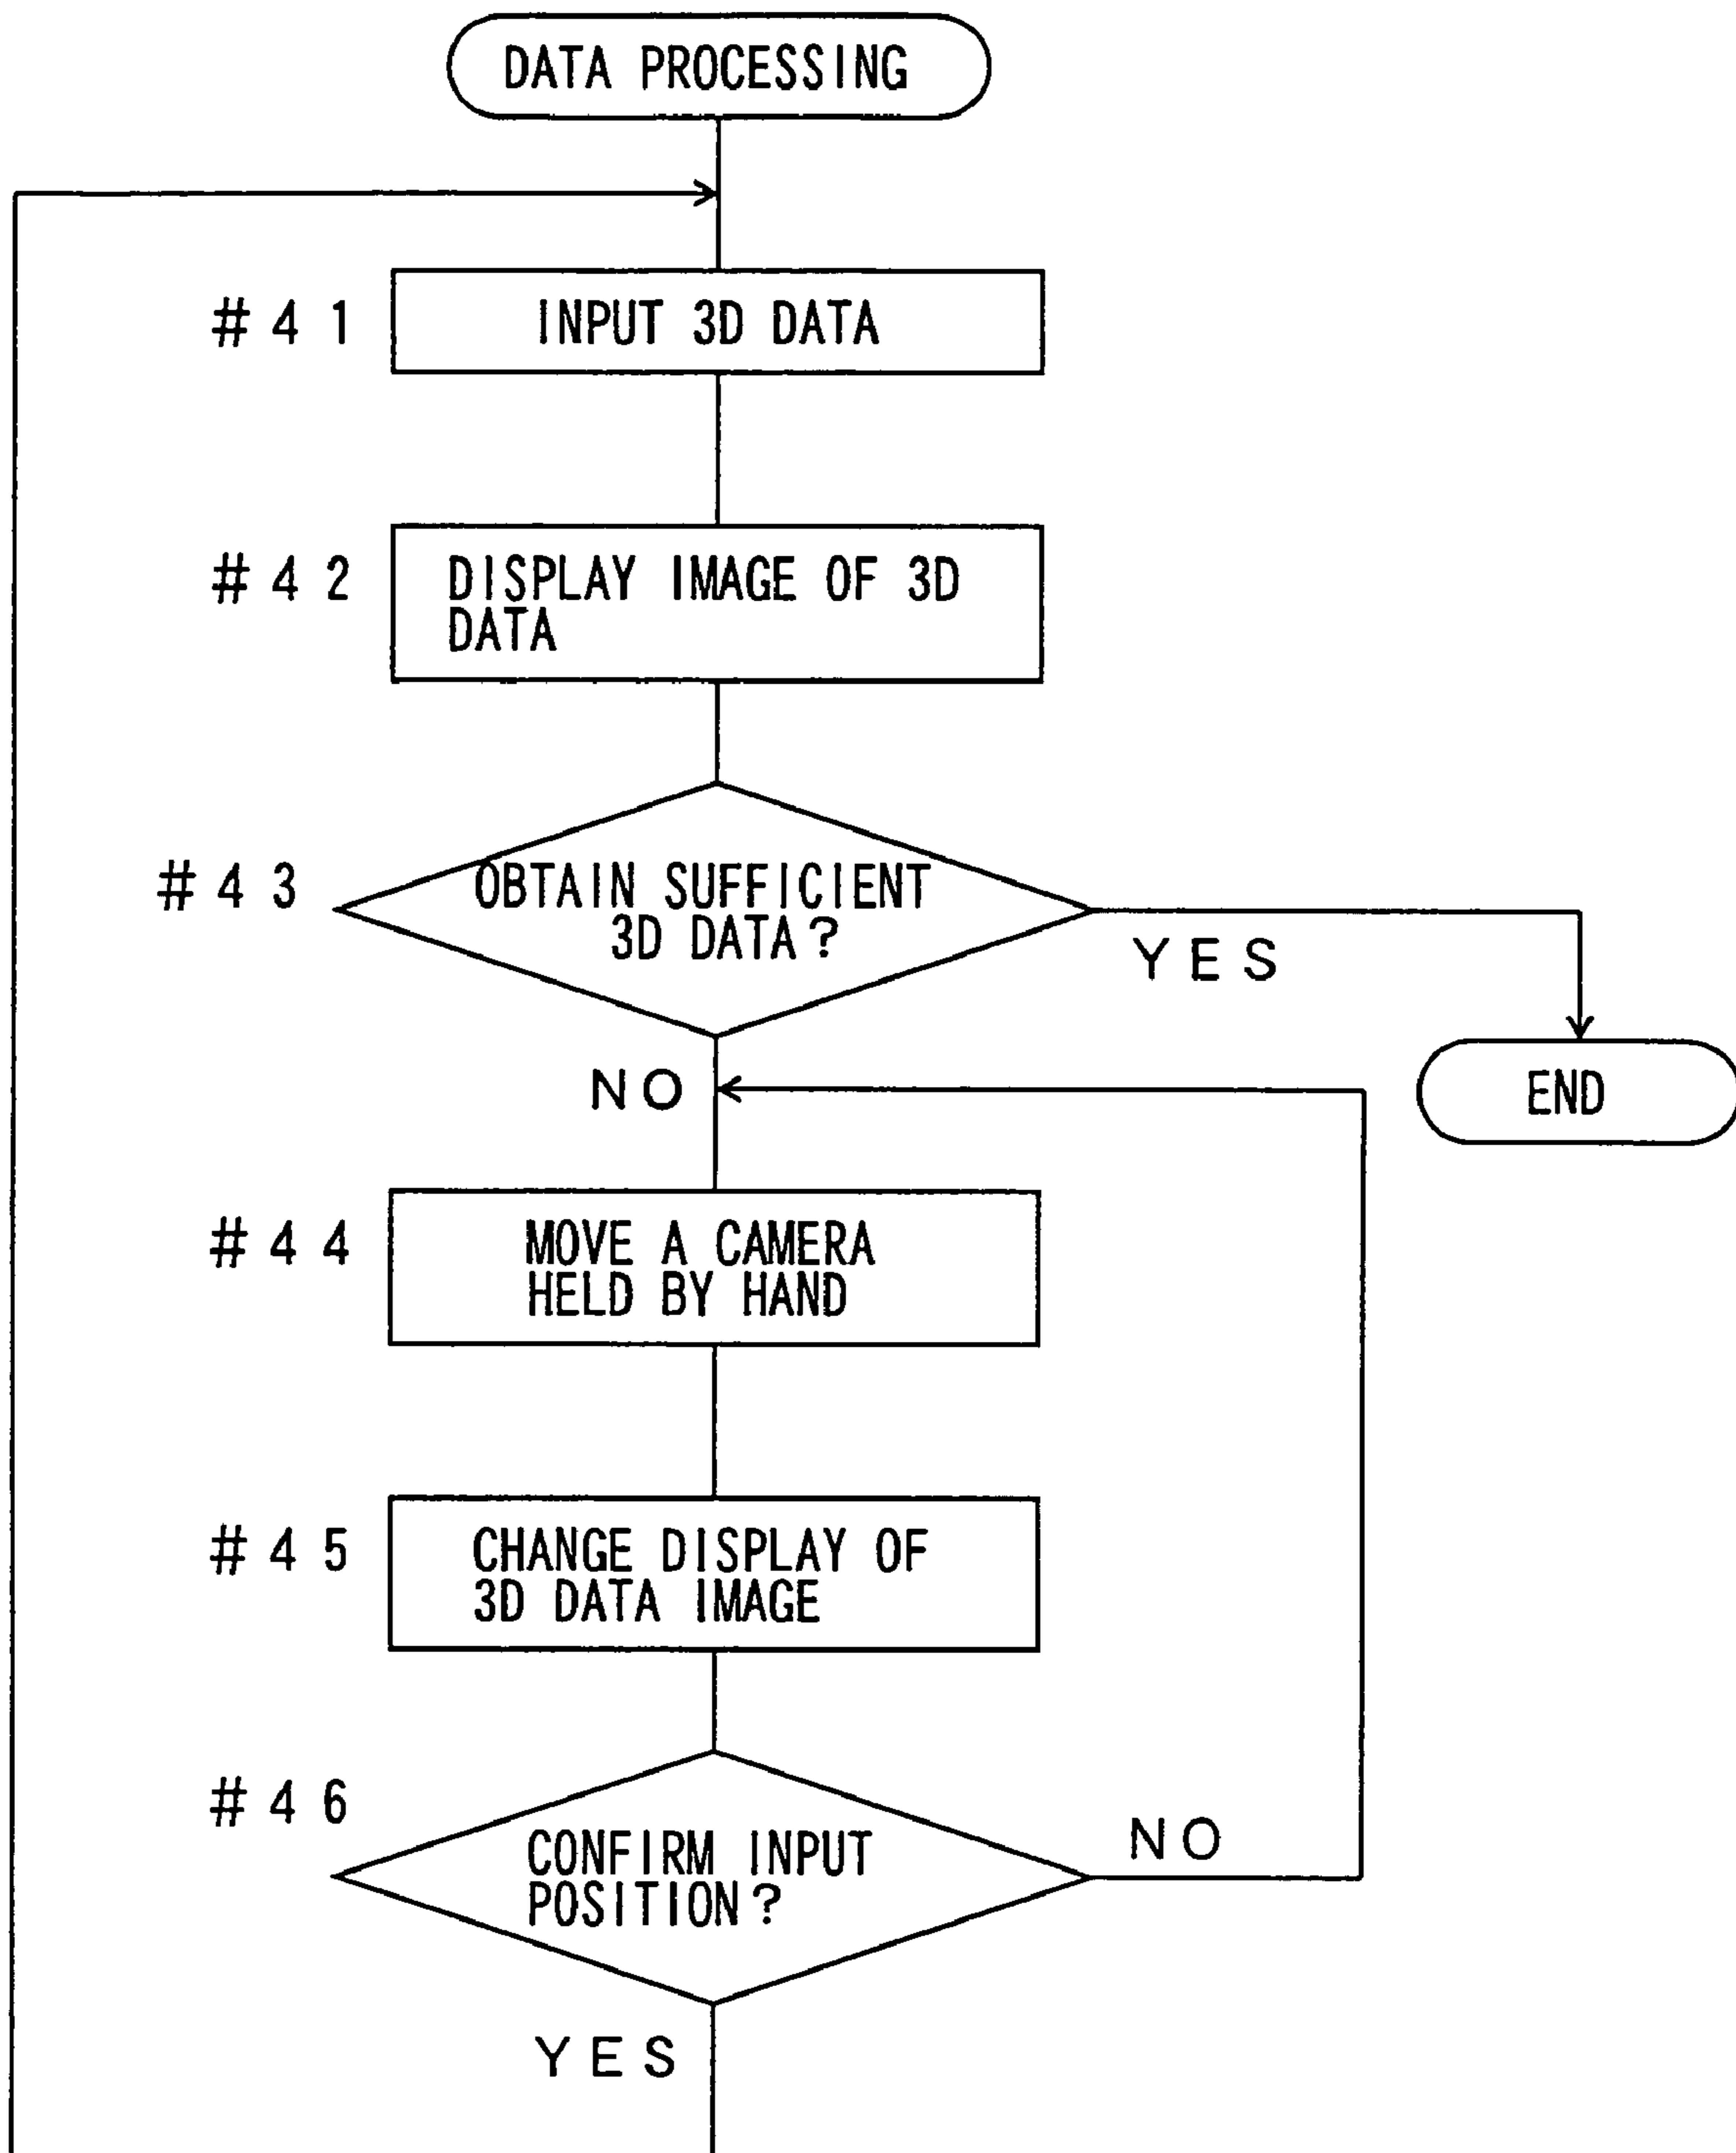 DATA PROCESSING
#41
INPUT 3D DATA
#42
DISPLAY IMAGE OF 3D
DATA
#43
OBTAIN SUFFICIENT
3D DATA?
YES
END
NO
#44
MOVE A CAMERA
HELD BY HAND
#45
CHANGE DISPLAY OF
3D DATA IMAGE
#46
CONFIRM INPUT
POSITION?
NO
YES